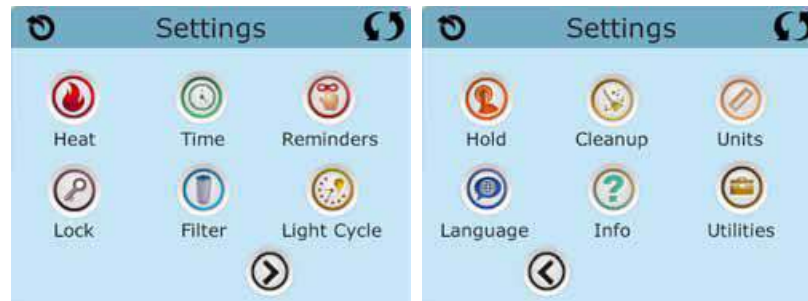 Settings
Heat Time Reminders
Lock Filter Light Cycle
Settings
Hold Cleanup Units
Language Info Utilities